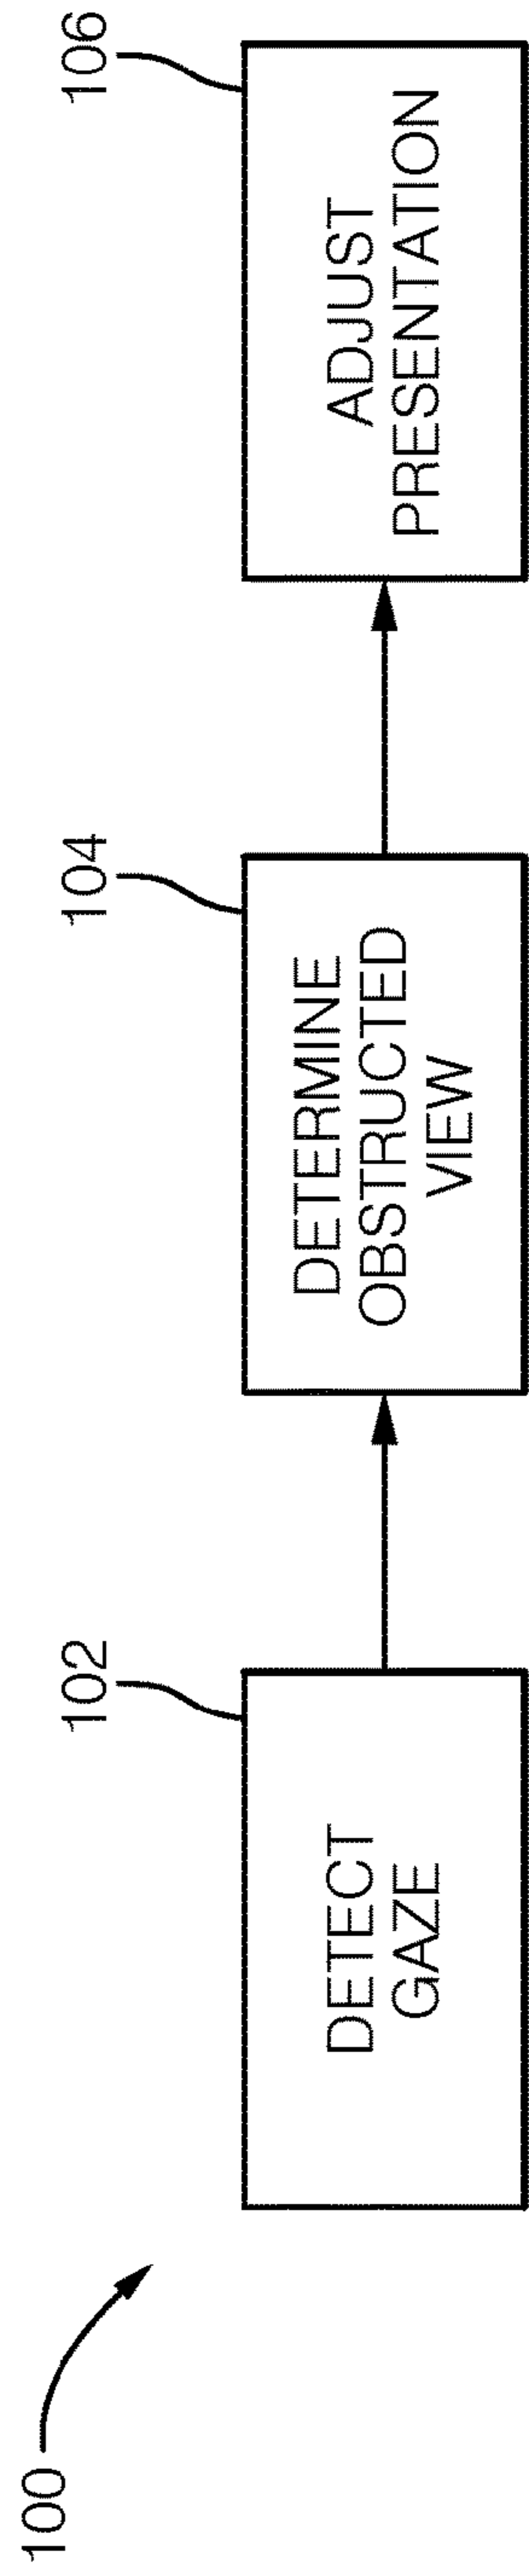 100
102
DETECT
GAZE
104
DETERMINE
OBSTRUCTED
VIEW
106
ADJUST
PRESENTATION